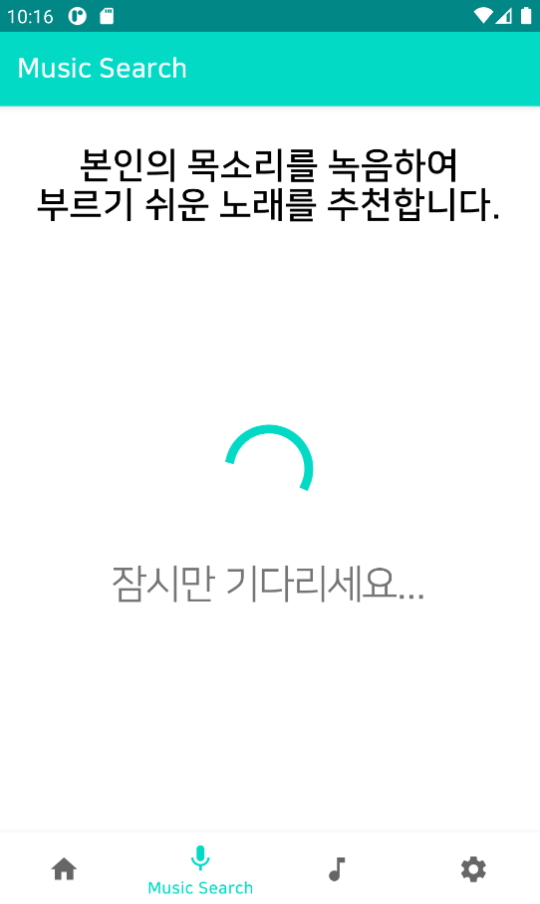 10:16
Music Search
본인의 목소리를 녹음하여
부르기 쉬운 노래를 추천합니다.
잠시만 기다리세요...
Music Search